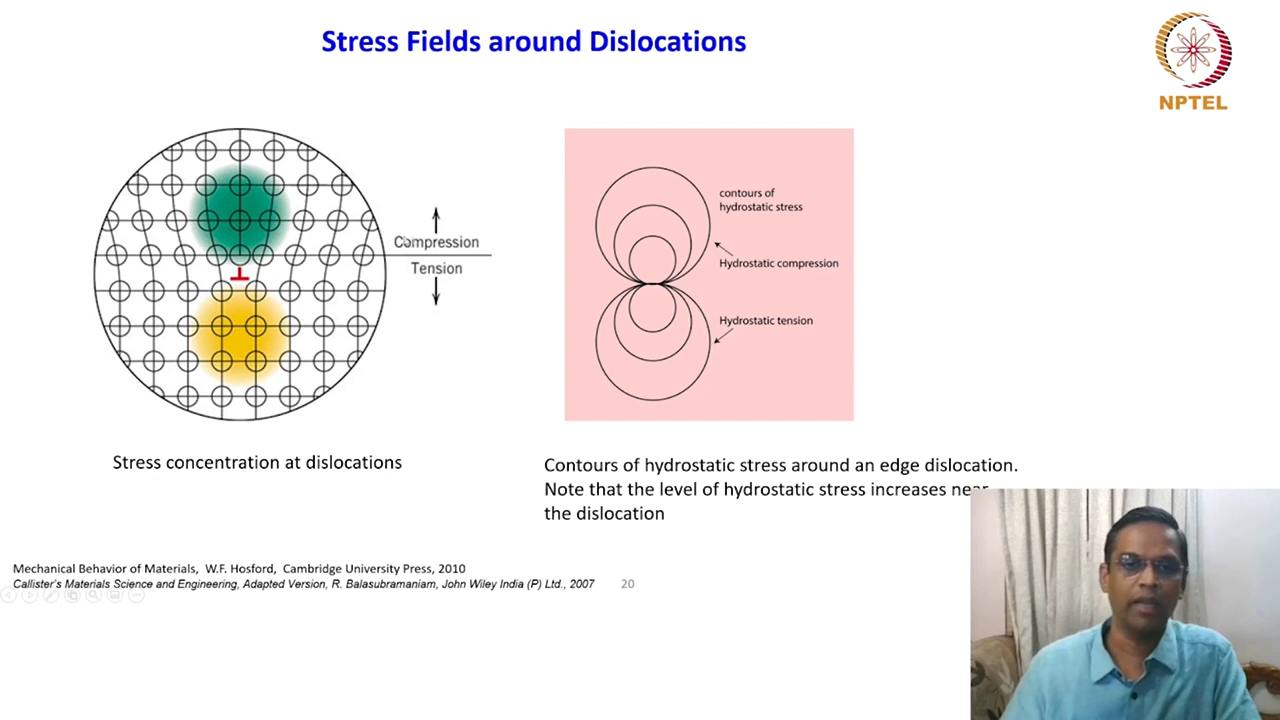 Stress Fields around Dislocations
NPTEL
Compression
Tension
contours of
hydrostatic stress
Hydrostatic compression
Hydrostatic tension
Stress concentration at dislocations
Contours of hydrostatic stress around an edge dislocation.
Note that the level of hydrostatic stress increases near
the dislocation
Mechanical Behavior of Materials, W.F. Hosford, Cambridge University Press, 2010
Callister's Materials Science and Engineering, Adapted Version, R. Balasubramaniam, John Wiley India (P) Ltd., 2007
20